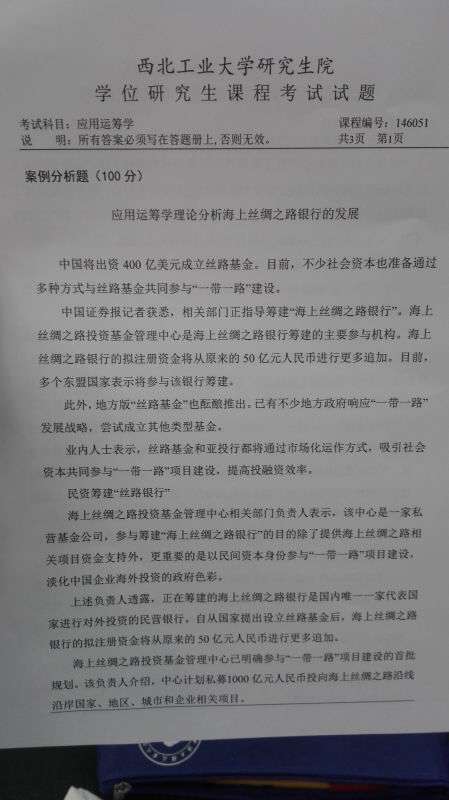 西北工业大学研究生院
学位研究生课程考试试题
考试科目：应用运筹学 课程编号：146051
说 明：所有答案必须写在答题册上,否则无效。 共3页 第1页
案例分析题（100 分）
应用运筹学理论分析海上丝绸之路银行的发展
中国将出资 400 亿美元成立丝路基金。目前，不少社会资本也准备通过
多种方式与丝路基金共同参与“一带一路”建设。
中国证券报记者获悉，相关部门正指导筹建“海上丝绸之路银行”。海上
丝绸之路投资基金管理中心是海上丝绸之路银行筹建的主要参与机构。海上
丝绸之路银行的拟注册资金将从原来的 50 亿元人民币进行更多追加。目前，
多个东盟国家表示将参与该银行筹建。
此外，地方版“丝路基金”也酝酿推出。已有不少地方政府响应“一带一路”
发展战略，尝试成立其他类型基金。
业内人士表示，丝路基金和亚投行都将通过市场化运作方式，吸引社会
资本共同参与“一带一路”项目建设，提高投融资效率。
民资筹建“丝路银行”
海上丝绸之路投资基金管理中心相关部门负责人表示，该中心是一家私
营基金公司，参与筹建“海上丝绸之路银行”的目的除了提供海上丝绸之路相
关项目资金支持外，更重要的是以民间资本身份参与“一带一路”项目建设，
淡化中国企业海外投资的政府色彩。
上述负责人透露，正在筹建的海上丝绸之路银行是国内唯一一家代表国
家进行对外投资的民营银行。自从国家提出设立丝路基金后，海上丝绸之路
银行的拟注册资金将从原来的 50 亿元人民币进行更多追加。
海上丝绸之路投资基金管理中心已明确参与“一带一路”项目建设的首批
规划。该负责人介绍，中心计划私募1000 亿元人民币投向海上丝绸之路沿线
沿岸国家、地区、城市和企业相关项目。